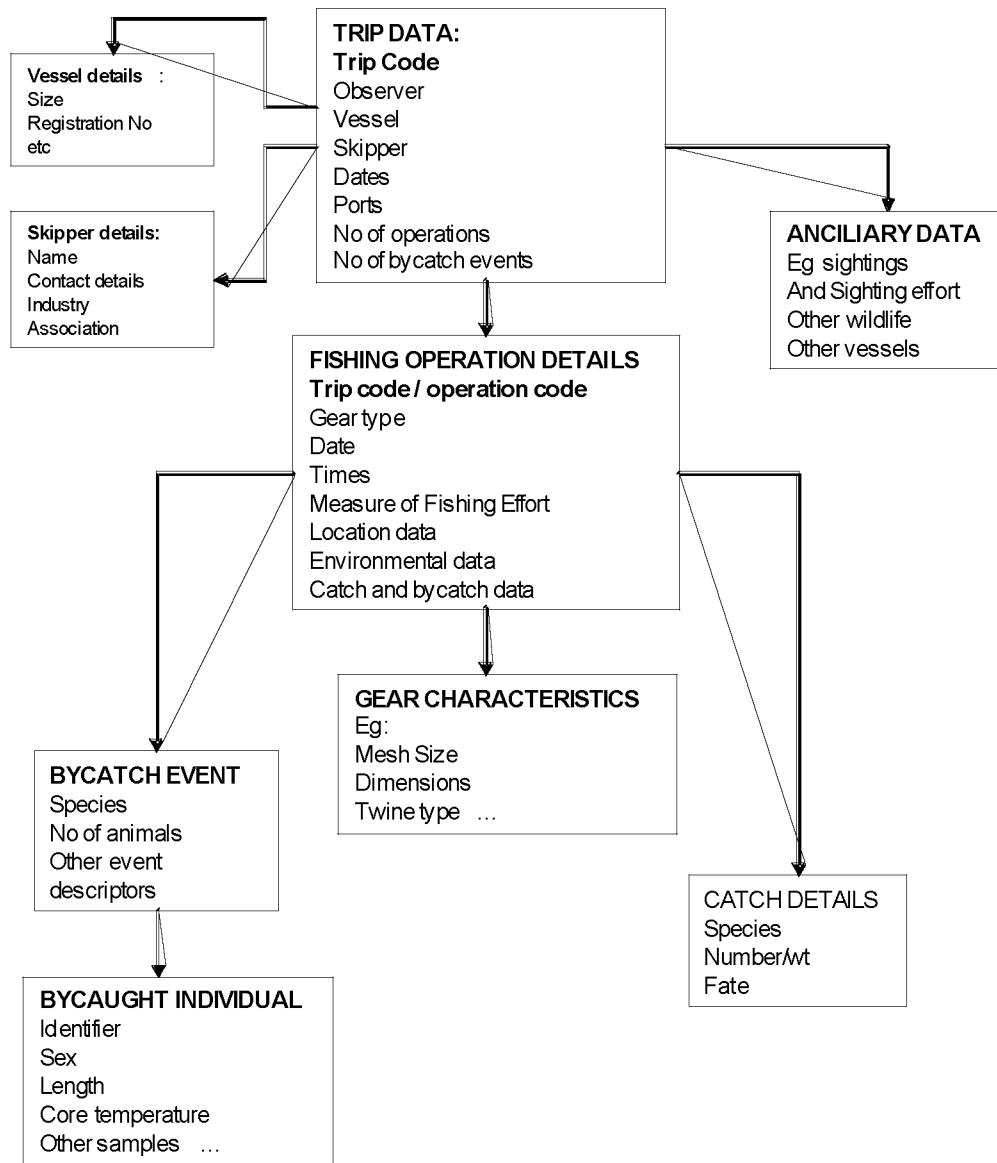 TRIP DATA:
Trip Code
Observer
Vessel
Skipper
Dates
Ports
No of operations
No of bycatch events
Vessel details :
Size
Registration No
etc
Skipper details:
Name
Contact details
Industry
Association
ANCILIARY DATA
Eg sightings
And Sighting effort
Other wildlife
Other vessels
FISHING OPERATION DETAILS
Trip code / operation code
Gear type
Date
Times
Measure of Fishing Effort
Location data
Environmental data
Catch and bycatch data
GEAR CHARACTERISTICS
Eg:
Mesh Size
Dimensions
Twine type ...
BYCATCH EVENT
Species
No of animals
Other event
descriptors
CATCH DETAILS
Species
Number/wt
Fate
BYCAUGHT INDIVIDUAL
Identifier
Sex
Length
Core temperature
Other samples ...